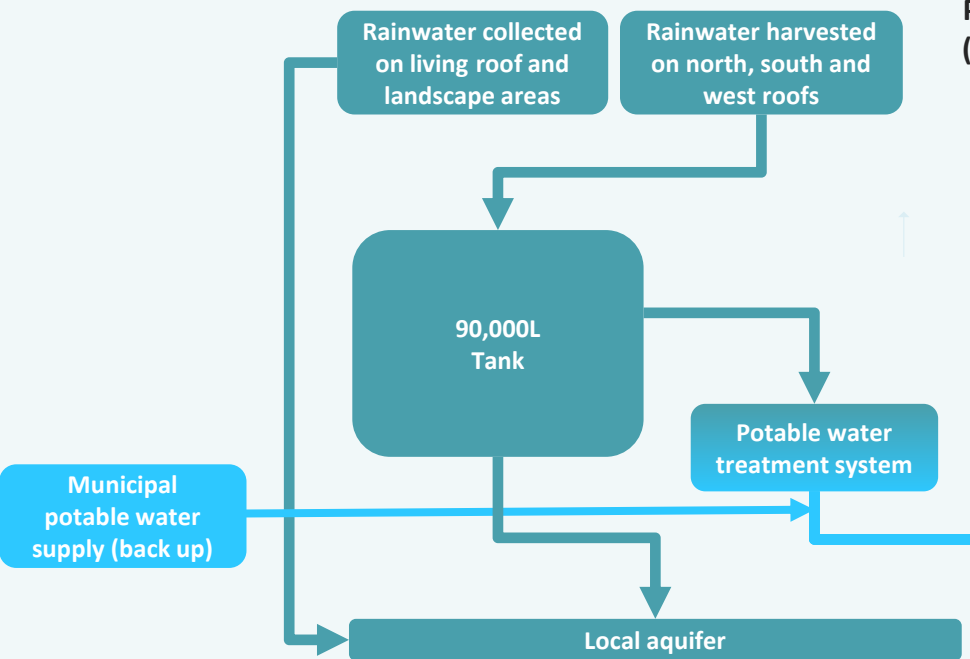 Rainwater collected
on living roof and
landscape areas
Rainwater harvested
on north, south and
west roofs
90,000L
Tank
Potable water
treatment system
Municipal
potable water
supply (back up)
Local aquifer